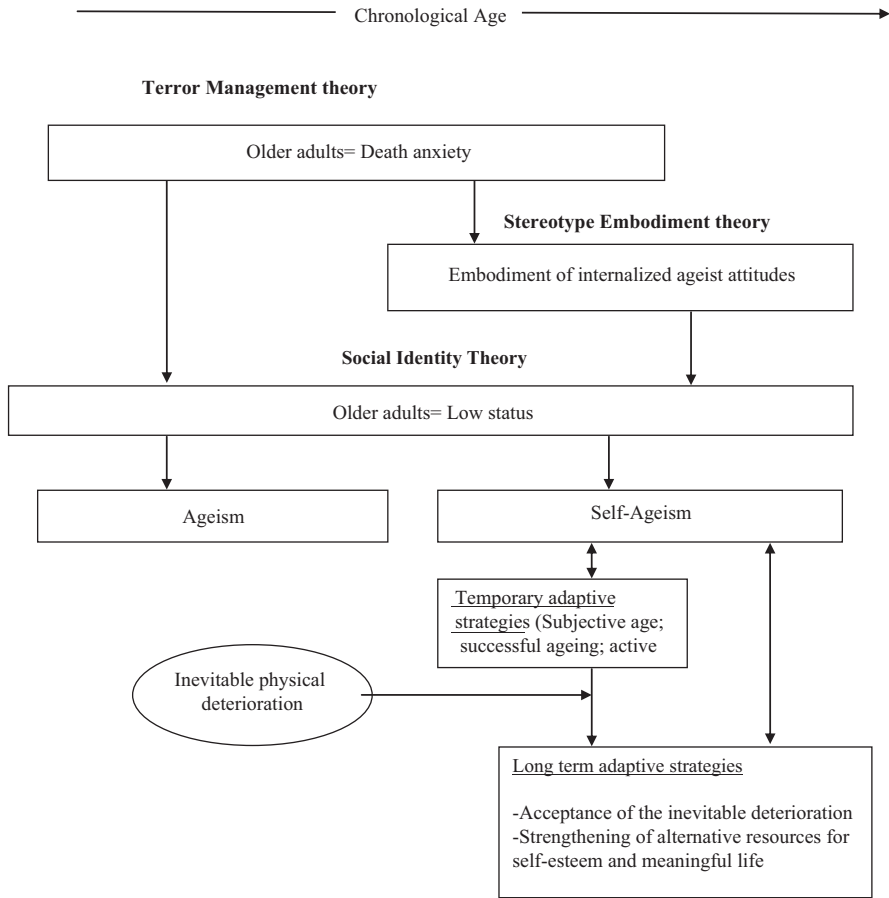 Chronological Age
Terror Management theory
Older adults= Death anxiety
Stereotype Embodiment theory
Embodiment of internalized ageist attitudes
Social Identity Theory
Older adults= Low status
Ageism
Self-Ageism
Temporary adaptive
strategies (Subjective age;
successful ageing; active
Inevitable physical
deterioration
Long term adaptive strategies
-Acceptance of the inevitable deterioration
-Strengthening of alternative resources for
self-esteem and meaningful life